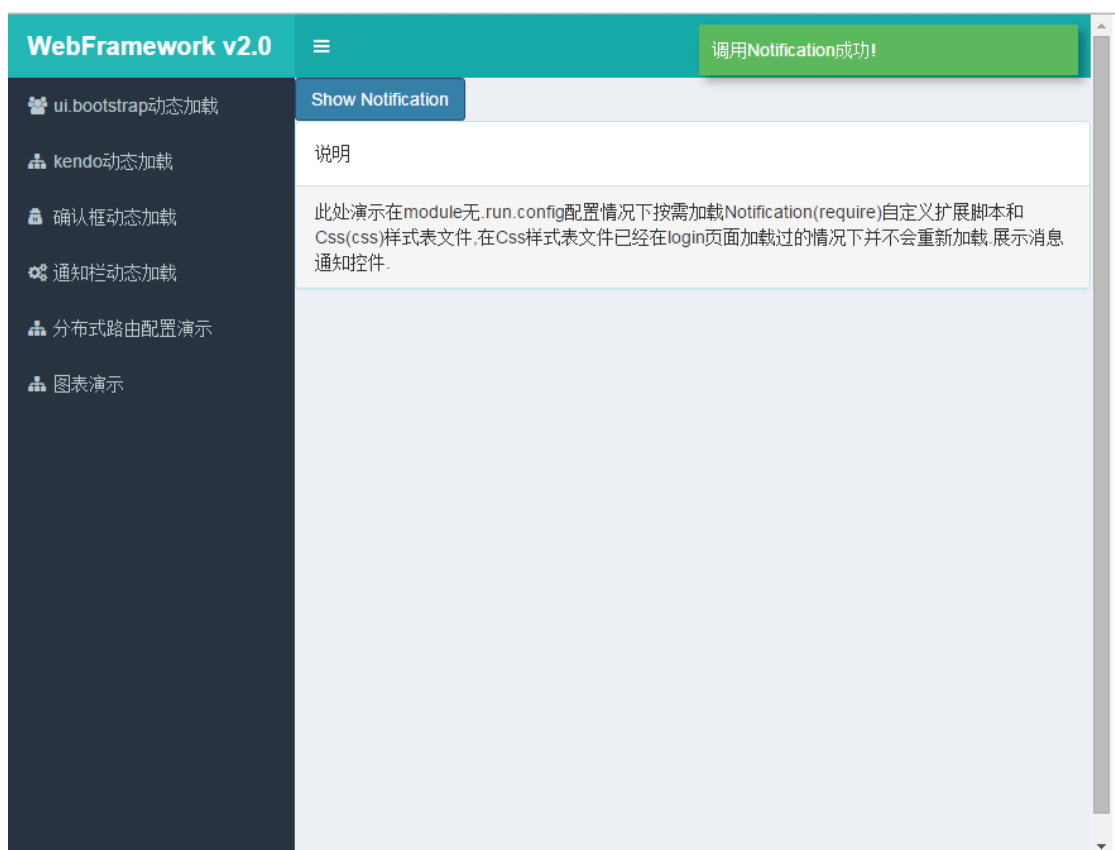 WebFramework v2.0
调用Notification成功!
ui.bootstrap动态加载
kendo动态加载
确认框动态加载
通知栏动态加载
分布式路由配置演示
图表演示
Show Notification
说明
此处演示在module无.run.config配置情况下按需加载Notification(require)自定义扩展脚本和
Css(css)样式表文件,在Css样式表文件已经在login页面加载过的情况下并不会重新加载.展示消息
通知控件.